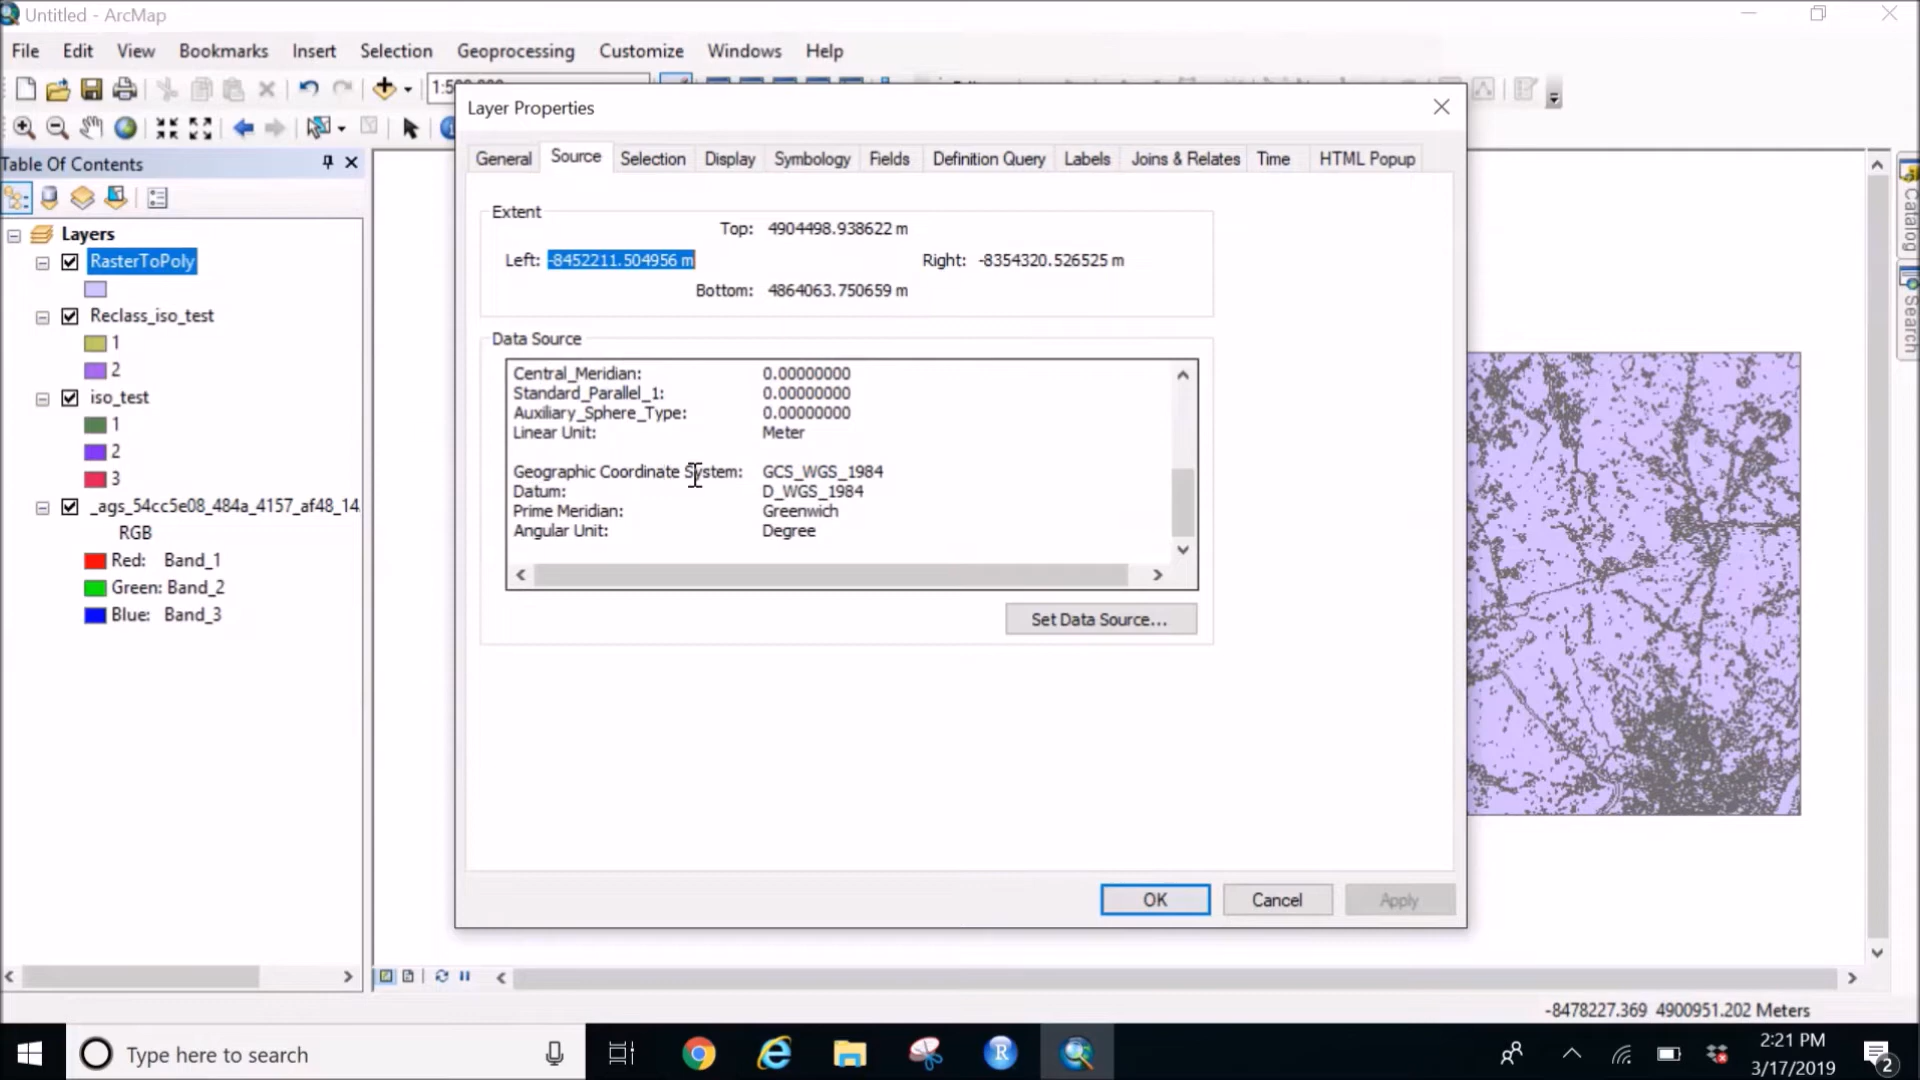 Untitled - ArcMap
File Edit View Bookmarks Insert Selection Geoprocessing Customize Windows Help
Layer Properties
General Source Selection Display Symbology Fields Definition Query Labels Joins & Relates Time HTML Popup
Table Of Contents
Layers
RasterToPoly
Reclass_iso_test
1
2
iso_test
1
2
3
_ags_54cc5e08_484a_4157_af48_14
RGB
Red: Band_1
Green: Band_2
Blue: Band_3
Extent
Top: 4904498.938622 m
Left: -8452211.504956 m Right: -8354320.526525 m
Bottom: 4864063.750659 m
Data Source
Central_Meridian: 0.00000000
Standard_Parallel_1: 0.00000000
Auxiliary_Sphere_Type: 0.00000000
Linear Unit: Meter
Geographic Coordinate System: GCS_WGS_1984
Datum: D_WGS_1984
Prime Meridian: Greenwich
Angular Unit: Degree
Set Data Source...
OK Cancel Apply
Catalog
Search
-8478227.369 4900951.202 Meters
Type here to search
R
2:21 PM
3/17/2019
2